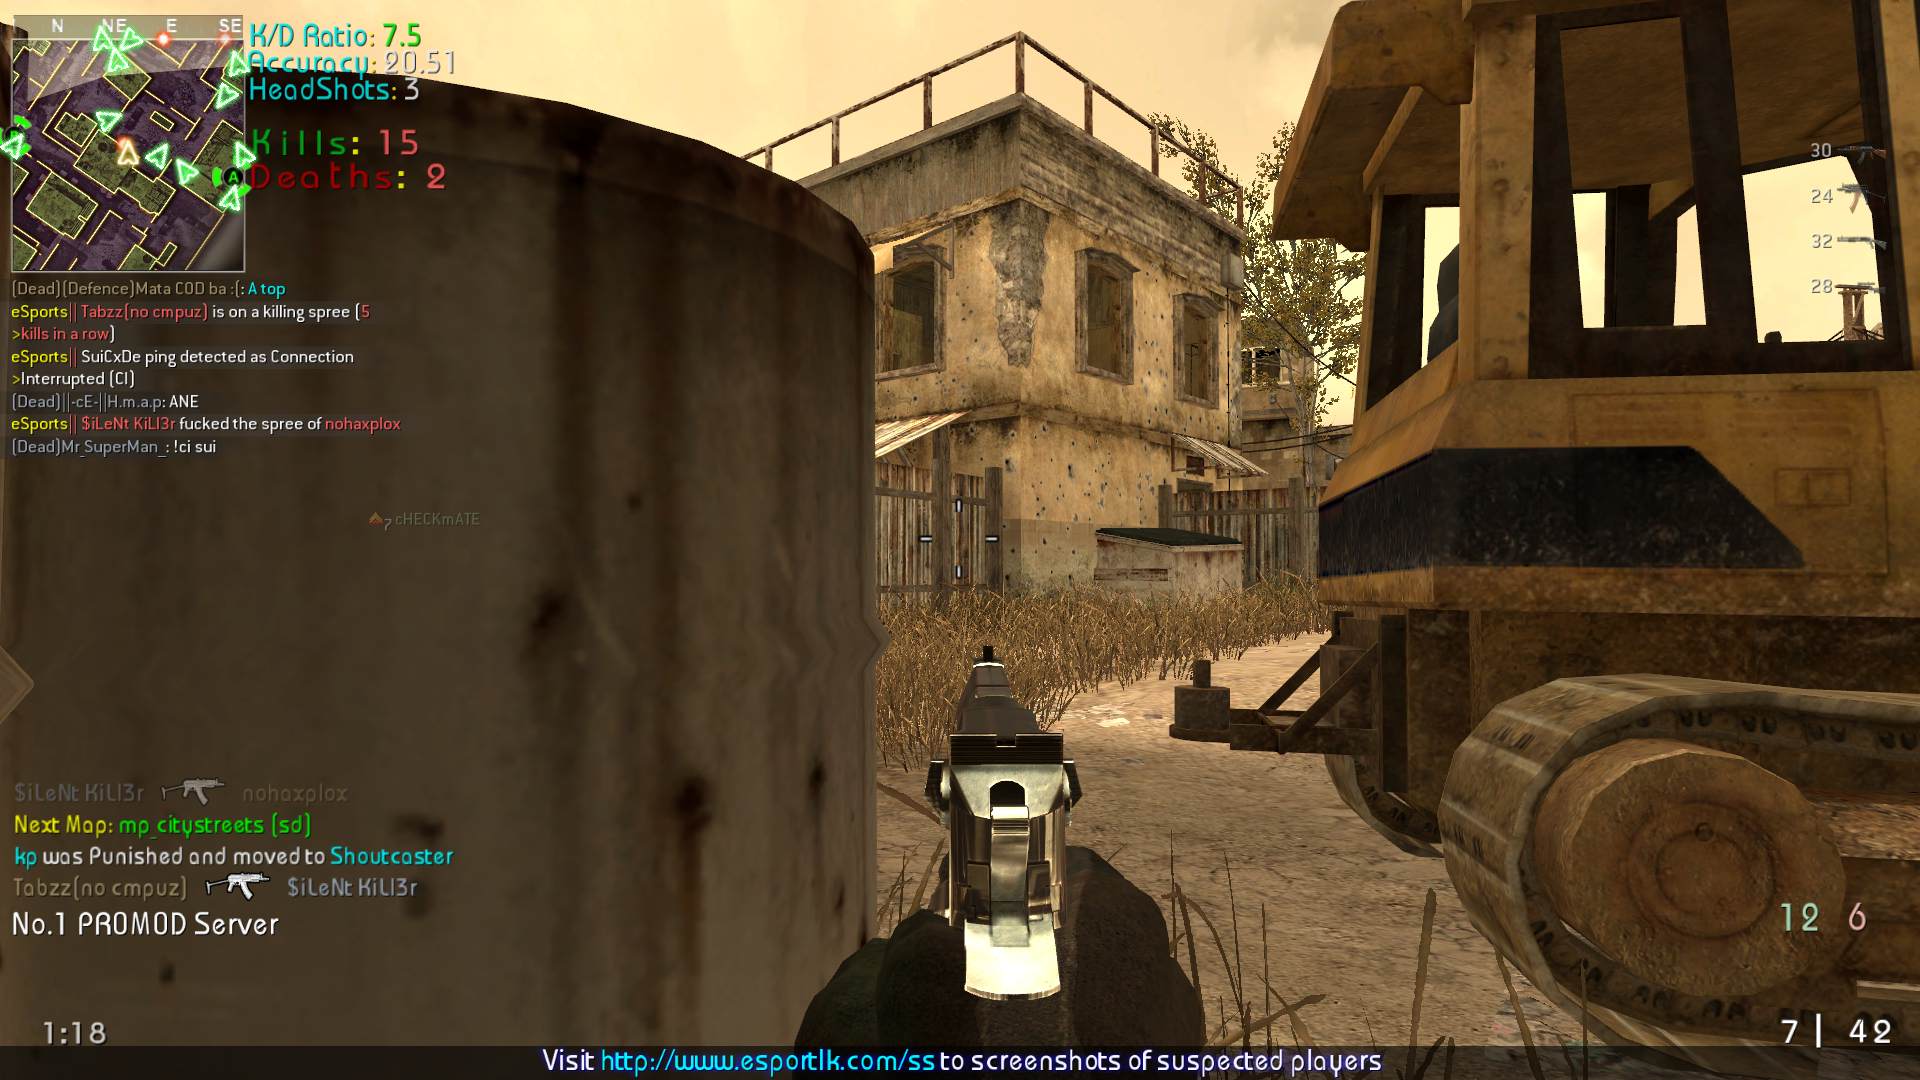 N NE E SE
K/D Ratio: 7.5
Accuracy: 20.51
HeadShots: 3
Kills: 15
Deaths: 2
A
30
24
32
28
(Dead)(Defence)Mata COD ba :(: A top
eSports|| Tabzz(no cmpuz) is on a killing spree (5
>kills in a row)
eSports|| SuiCxDe ping detected as Connection
>Interrupted (CI)
(Dead)||-cE-||H.m.a.p: ANE
eSports|| $iLeNt KiLl3r fucked the spree of nohaxplox
(Dead)Mr_SuperMan_: !ci sui
7 cHECKmATE
$iLeNt KiLl3r nohaxplox
Next Map: mp_citystreets (sd)
kp was Punished and moved to Shoutcaster
Tabzz(no cmpuz) $iLeNt KiLl3r
No.1 PROMOD Server
12 6
1:18
7 | 42
Visit http://www.esportlk.com/ss to screenshots of suspected players